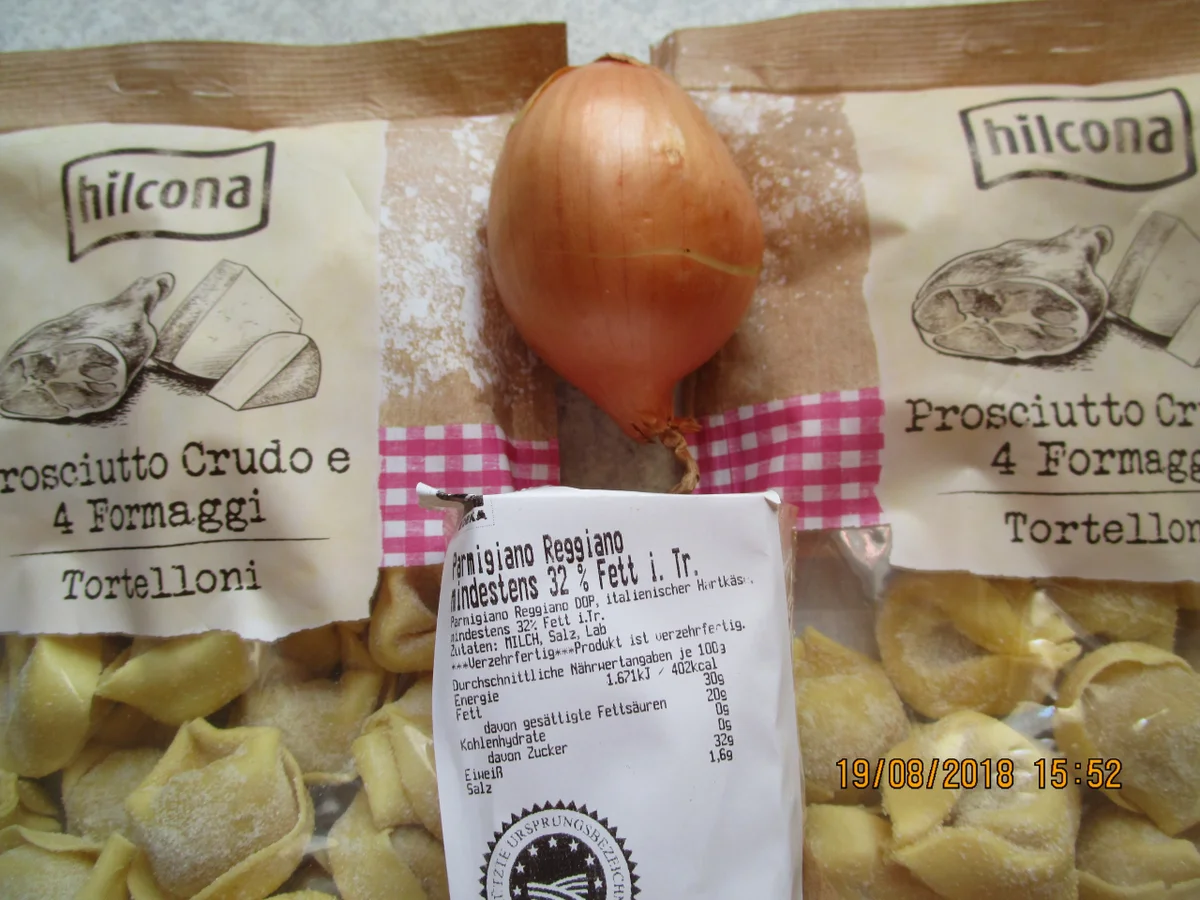 hilcona
rosciutto Crudo e
4 Formaggi
Tortelloni
hilcona
Prosciutto Cr
4 Formagg
Tortellon
Parmigiano Reggiano
mindestens 32 % Fett i. Tr.
Parmigiano Reggiano DOP, italienischer Hartkäse,
mindestens 32% Fett i.Tr.
Zutaten: MILCH, Salz, Lab
***Verzehrfertig***Produkt ist verzehrfertig.
Durchschnittliche Nährwertangaben je 100g
Energie 1.671kJ / 402kcal
Fett 30g
davon gesättigte Fettsäuren 20g
Kohlenhydrate 0g
davon Zucker 0g
Eiweiß 32g
Salz 1,6g
ÜTZTE URSPRUNGSBEZEICH
19/08/2018 15:52